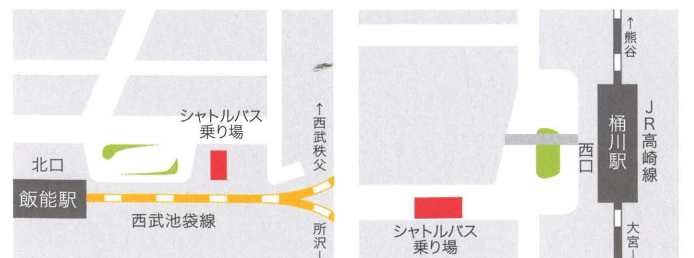 シャトルバス
乗り場
↑西武秩父
北口
飯能駅
西武池袋線
所沢
↑熊谷
JR高崎線
桶川駅
西口
シャトルバス
乗り場
大宮